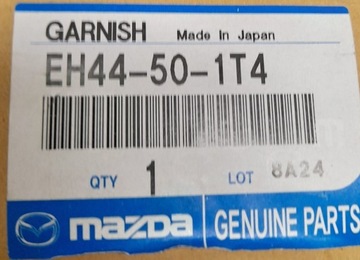 GARNISH Made In Japan
EH44-50-1T4
QTY 1 LOT 8A24
mazda GENUINE PARTS